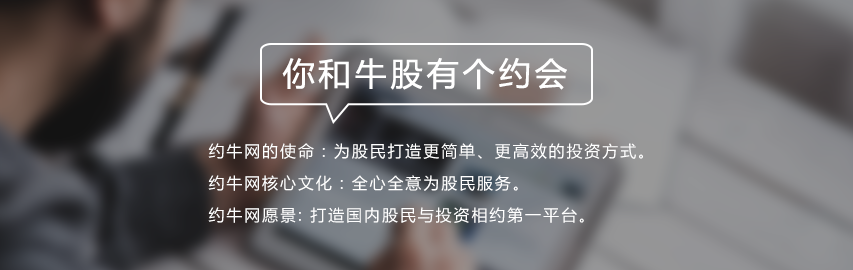 你和牛股有个约会
约牛网的使命：为股民打造更简单、更高效的投资方式。
约牛网核心文化：全心全意为股民服务。
约牛网愿景: 打造国内股民与投资相约第一平台。